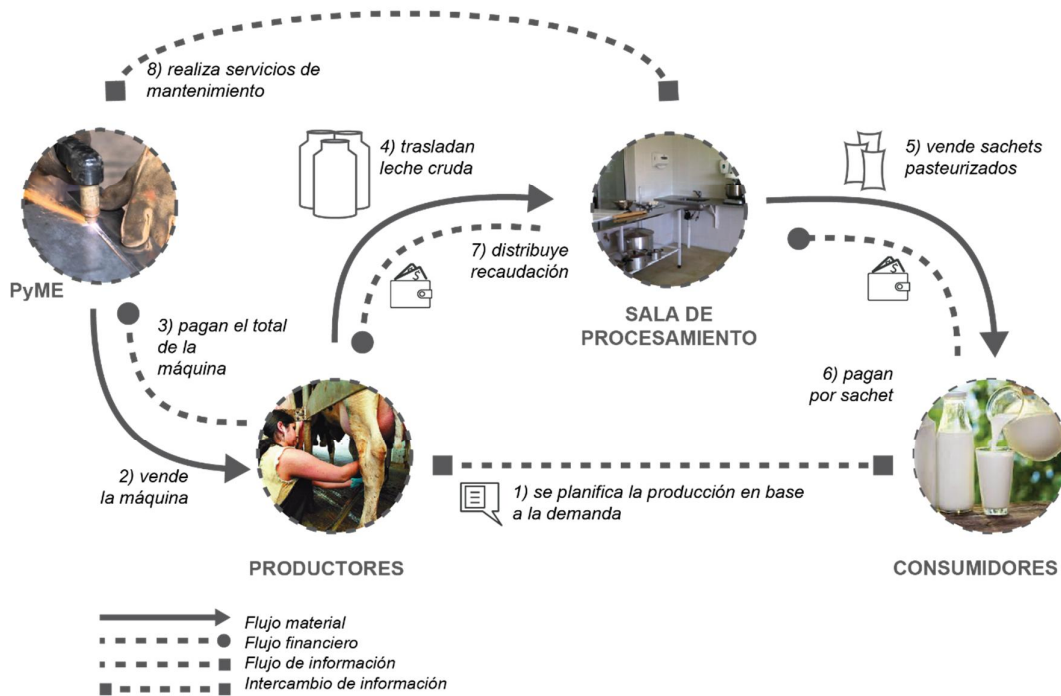 8) realiza servicios de
mantenimiento
4) trasladan
leche cruda
5) vende sachets
pasteurizados
7) distribuye
recaudación
PyME
SALA DE
PROCESAMIENTO
3) pagan el total
de la
máquina
6) pagan
por sachet
2) vende
la máquina
1) se planifica la producción en base
a la demanda
PRODUCTORES
CONSUMIDORES
Flujo material
Flujo financiero
Flujo de información
Intercambio de información